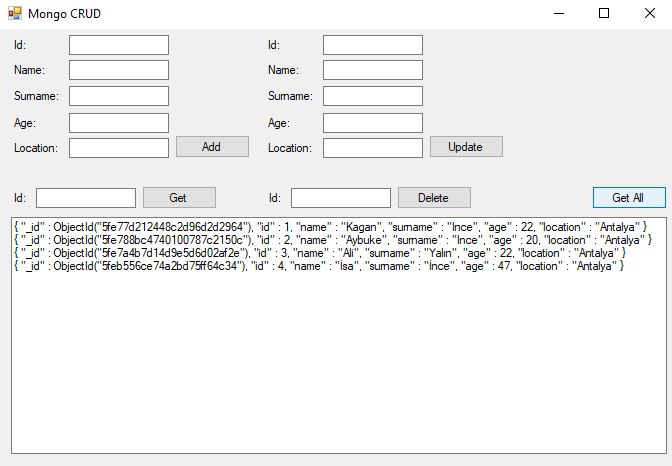 Mongo CRUD
Id: Id:
Name: Name:
Surname: Surname:
Age: Age:
Location: Add Location: Update
Id: Get Id: Delete Get All
{ "_id" : ObjectId("5fe77d212448c2d96d2d2964"), "id" : 1, "name" : "Kagan", "surname" : "Ince", "age" : 22, "location" : "Antalya" }
{ "_id" : ObjectId("5fe788bc4740100787c2150c"), "id" : 2, "name" : "Aybuke", "surname" : "Ince", "age" : 20, "location" : "Antalya" }
{ "_id" : ObjectId("5fe7a4b7d14d9e5d6d02af2e"), "id" : 3, "name" : "Ali", "surname" : "Yalın", "age" : 22, "location" : "Antalya" }
{ "_id" : ObjectId("5feb556ce74a2bd75ff64c34"), "id" : 4, "name" : "İsa", "surname" : "İnce", "age" : 47, "location" : "Antalya" }